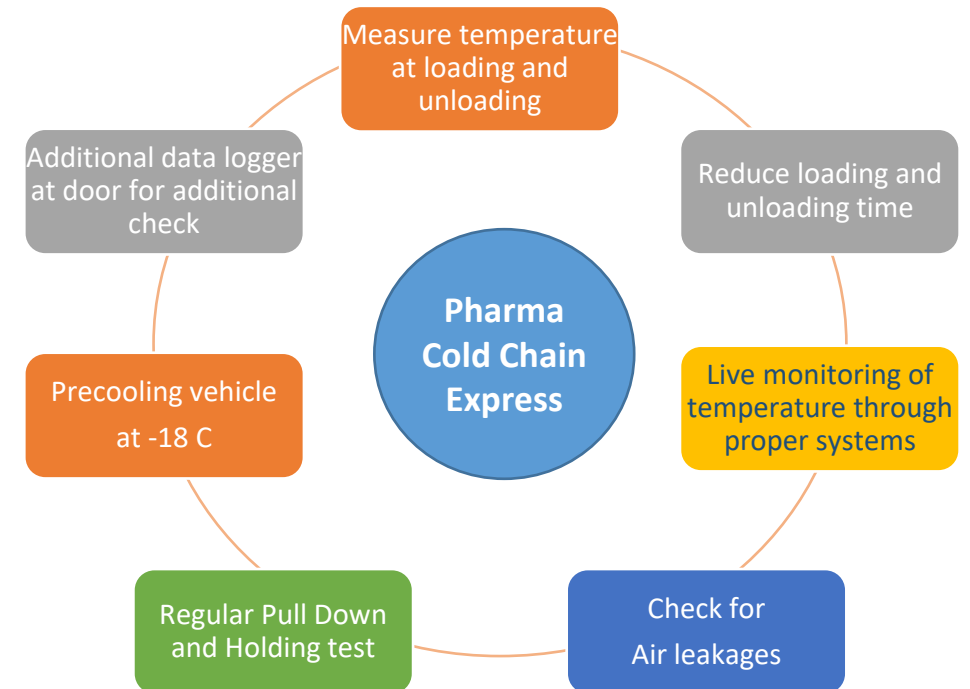 Measure temperature
at loading and
unloading
Reduce loading and
unloading time
Live monitoring of
temperature through
proper systems
Check for
Air leakages
Regular Pull Down
and Holding test
Precooling vehicle
at -18 C
Additional data logger
at door for additional
check
Pharma
Cold Chain
Express